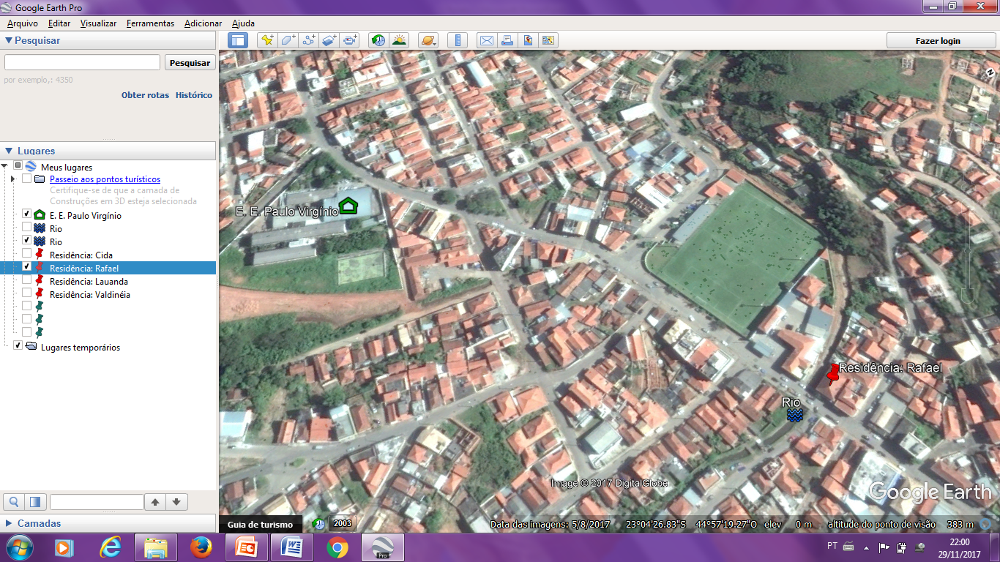 Google Earth Pro
Arquivo Editar Visualizar Ferramentas Adicionar Ajuda
Pesquisar
Fazer login
Pesquisar
por exemplo,: 4350
Obter rotas Histórico
Lugares
Meus lugares
Passeio aos pontos turísticos
Certifique-se de que a camada de
Construções em 3D esteja selecionada
E. E. Paulo Virgínio
Rio
Rio
Residência: Cida
Residência: Rafael
Residência: Lauanda
Residência: Valdinéia
Lugares temporários
Camadas
N
E. E. Paulo Virgínio
Residência: Rafael
Rio
Image © 2017 DigitalGlobe
Google Earth
Guia de turismo
2003
Data das imagens: 5/8/2017 23°04'26.83"S 44°57'19.27"O elev 0 m altitude do ponto de visão 383 m
Pro
PT
22:00
29/11/2017